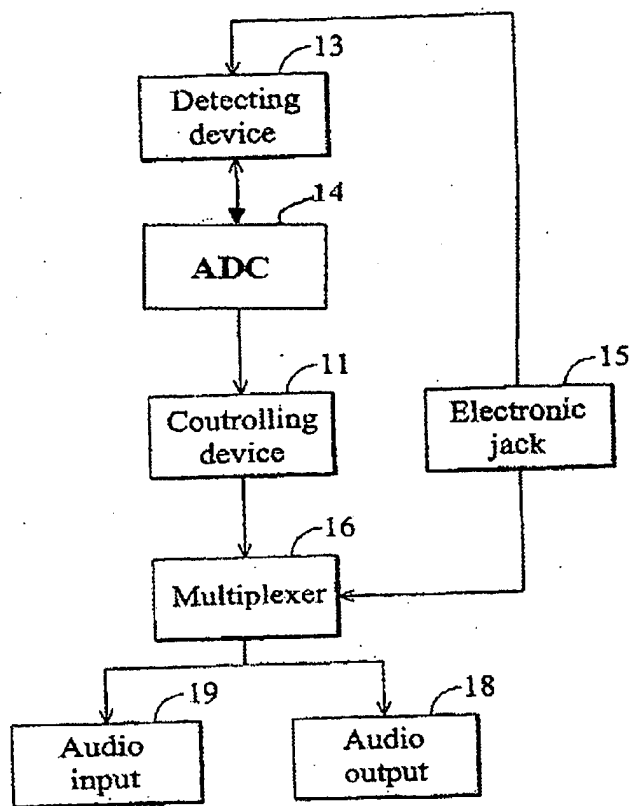 13
Detecting
device
14
ADC
11
Coutrolling
device
15
Electronic
jack
16
Multiplexer
19
Audio
input
18
Audio
output